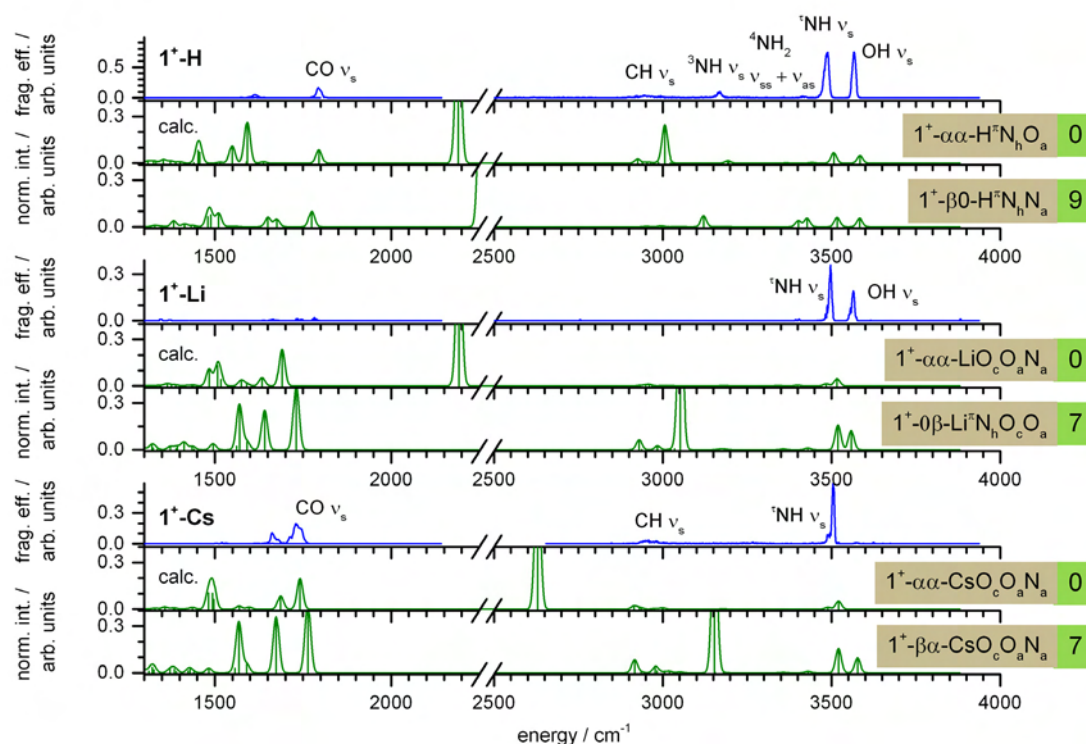 τNH νs
4NH2
OH νs
1+-H
CO νs
CH νs
3NH νs
νss + νas
frag. eff. /
arb. units
0.5
0.0
calc.
0.3
0.0
1+-αα-HπNhOa
0
norm. int. /
arb. units
0.3
0.0
1+-β0-HπNhNa
9
1500
2000
2500
3000
3500
4000
1+-Li
τNH νs
OH νs
frag. eff. /
arb. units
0.3
0.0
calc.
0.3
0.0
1+-αα-LiOcOaNa
0
norm. int. /
arb. units
0.3
0.0
1+-0β-LiπNhOcOa
7
1500
2000
2500
3000
3500
4000
1+-Cs
CO νs
CH νs
τNH νs
frag. eff. /
arb. units
0.3
0.0
calc.
0.3
0.0
1+-αα-CsOcOaNa
0
norm. int. /
arb. units
0.3
0.0
1+-βα-CsOcOaNa
7
1500
2000
2500
3000
3500
4000
energy / cm-1